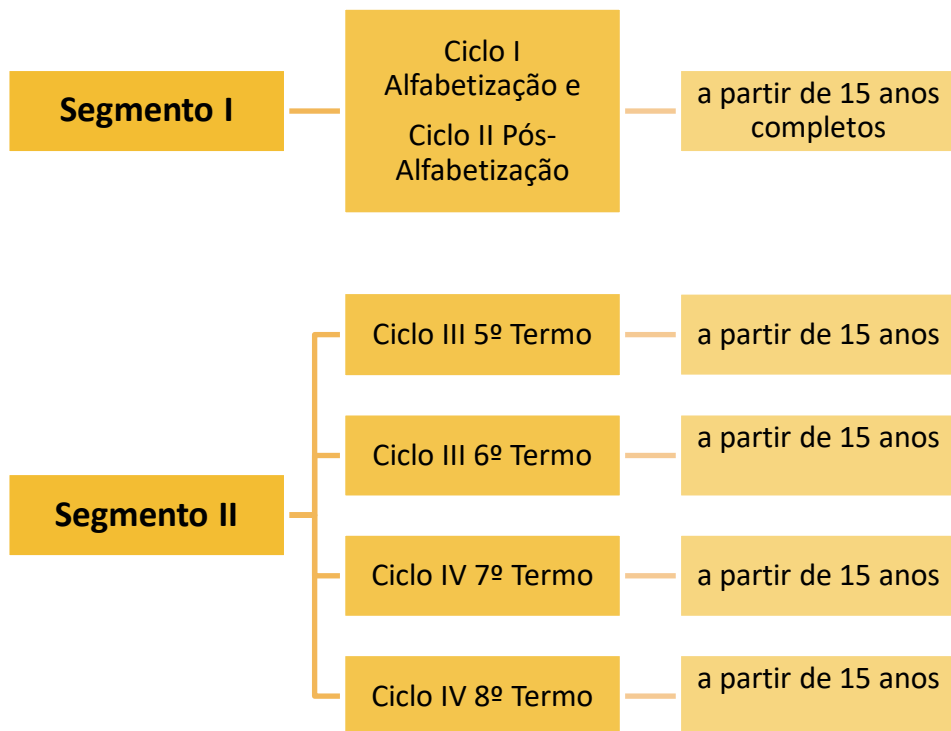 Segmento I
Ciclo I
Alfabetização e
Ciclo II Pós-
Alfabetização
a partir de 15 anos
completos
Segmento II
Ciclo III 5º Termo
a partir de 15 anos
Ciclo III 6º Termo
a partir de 15 anos
Ciclo IV 7º Termo
a partir de 15 anos
Ciclo IV 8º Termo
a partir de 15 anos